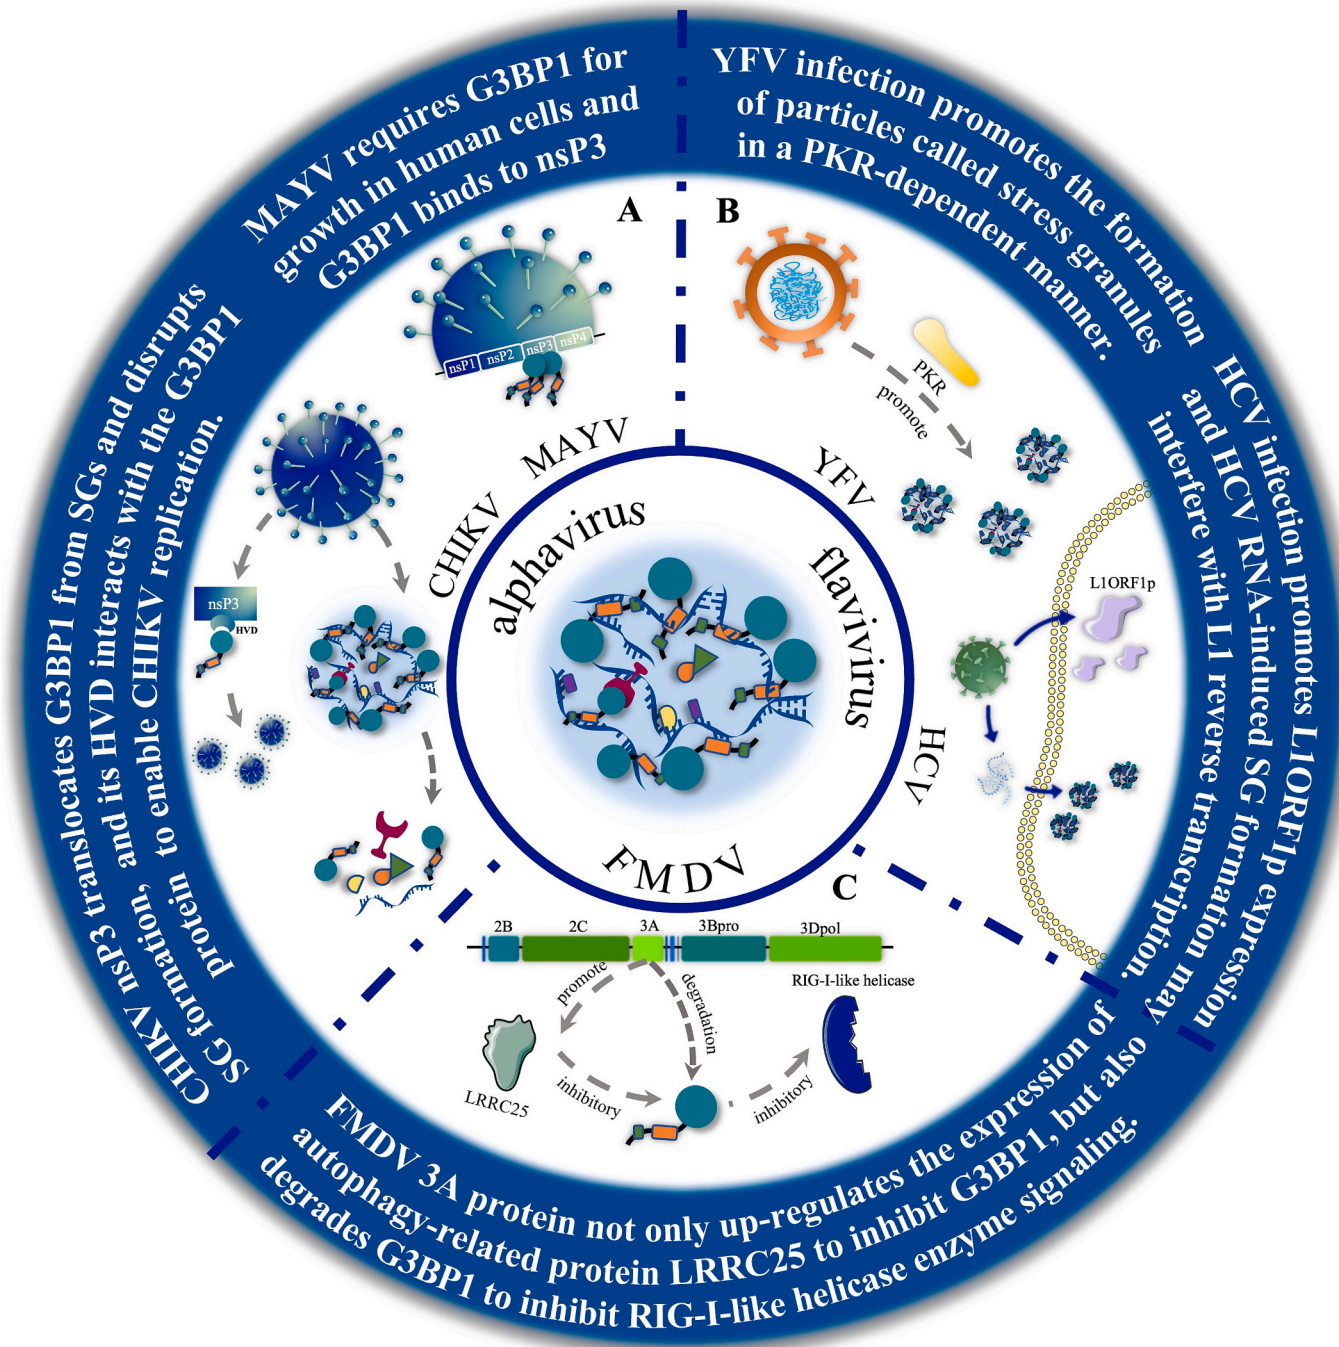 MAYV requires G3BP1 for
growth in human cells and
G3BP1 binds to nsP3
YFV infection promotes the formation
of particles called stress granules
in a PKR-dependent manner.
HCV infection promotes L1ORF1p expression
and HCV RNA-induced SG formation may
interfere with L1 reverse transcription.
CHIKV nsP3 translocates G3BP1 from SGs and disrupts
SG formation, and its HVD interacts with the G3BP1
protein to enable CHIKV replication.
FMDV 3A protein not only up-regulates the expression of
autophagy-related protein LRRC25 to inhibit G3BP1, but also
degrades G3BP1 to inhibit RIG-I-like helicase enzyme signaling.
A
nsP1 nsP2 nsP3 nsP4
MAYV
CHIKV
alphavirus
nsP3
HVD
B
PKR
promote
YFV
flavivirus
HCV
L1ORF1p
FMDV
C
2B 2C 3A 3Bpro 3Dpol
promote
degradation
RIG-I-like helicase
LRRC25
inhibitory
inhibitory